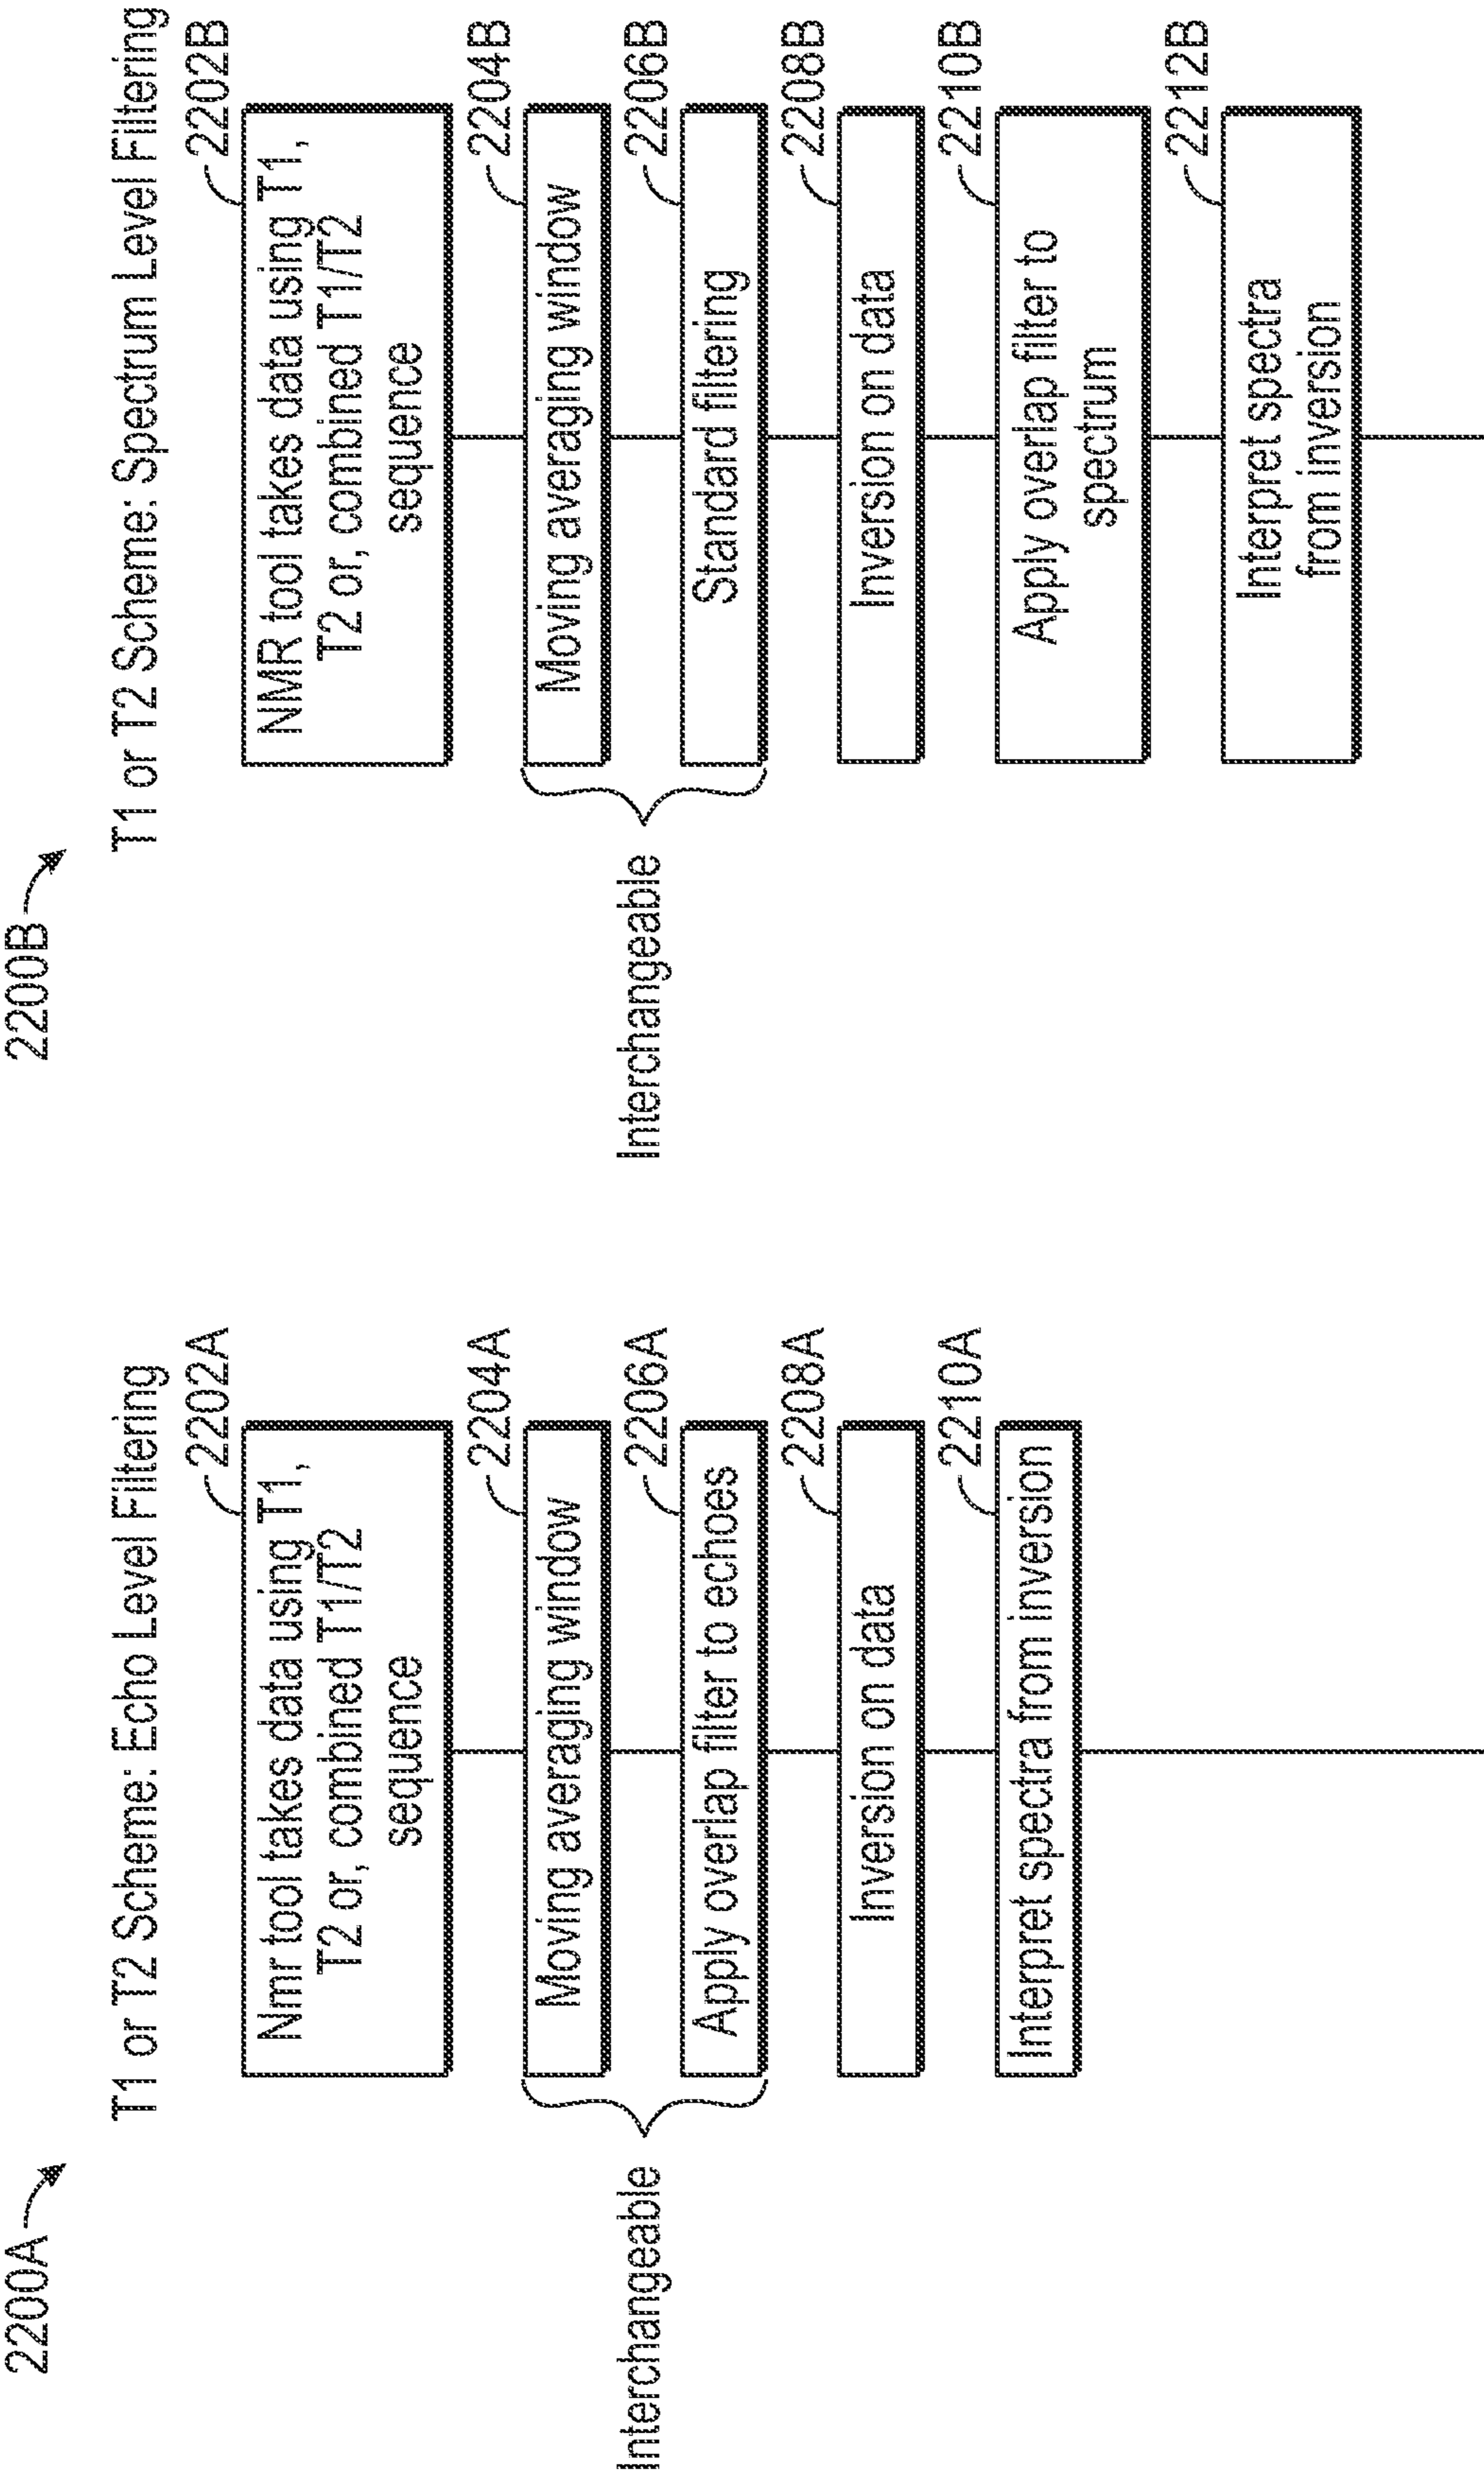 2200A
T1 or T2 Scheme: Echo Level Filtering
2202A
Nmr tool takes data using T1,
T2 or, combined T1/T2
sequence
2204A
Moving averaging window
2206A
Apply overlap filter to echoes
Interchangeable
2208A
Inversion on data
2210A
Interpret spectra from inversion
2200B
T1 or T2 Scheme: Spectrum Level Filtering
2202B
NMR tool takes data using T1,
T2 or, combined T1/T2
sequence
2204B
Moving averaging window
2206B
Standard filtering
Interchangeable
2208B
Inversion on data
2210B
Apply overlap filter to
spectrum
2212B
Interpret spectra
from inversion